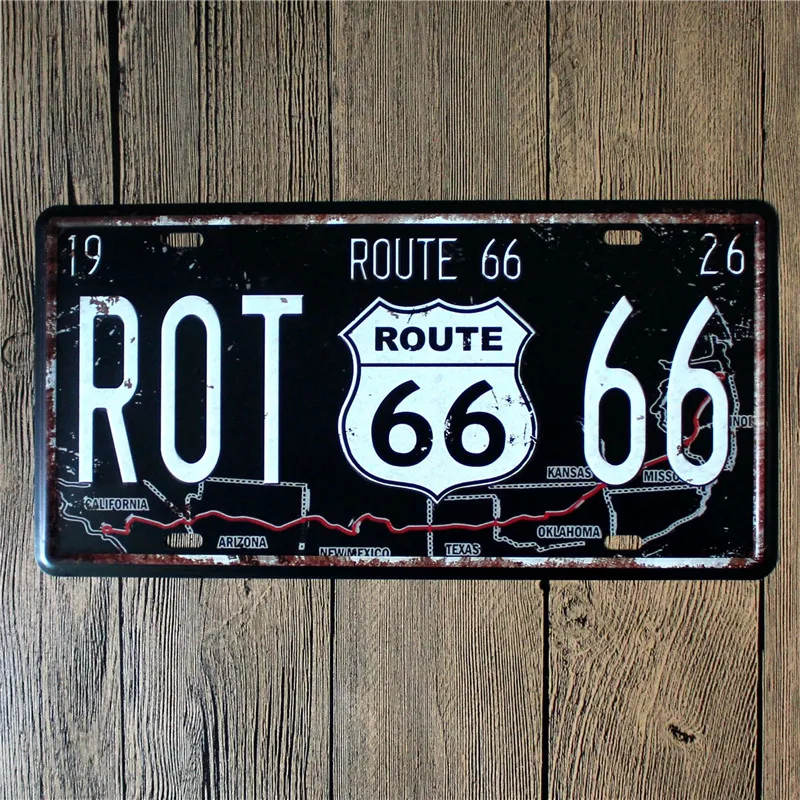 19 ROUTE 66 26
ROT ROUTE 66 66
CALIFORNIA
ARIZONA
NEW MEXICO
TEXAS
KANSAS
OKLAHOMA